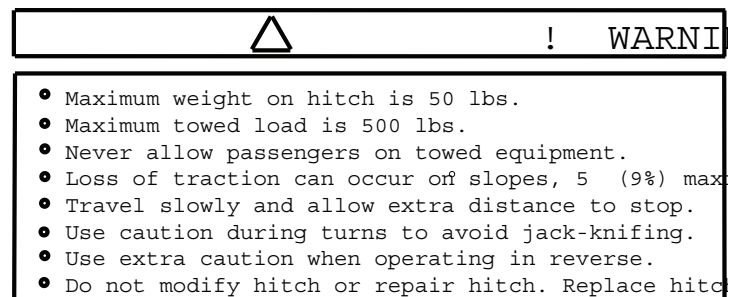 ! WARNI
Maximum weight on hitch is 50 lbs.
Maximum towed load is 500 lbs.
Never allow passengers on towed equipment.
Loss of traction can occur on slopes, 5° (9%) maxi
Travel slowly and allow extra distance to stop.
Use caution during turns to avoid jack-knifing.
Use extra caution when operating in reverse.
Do not modify hitch or repair hitch. Replace hitc